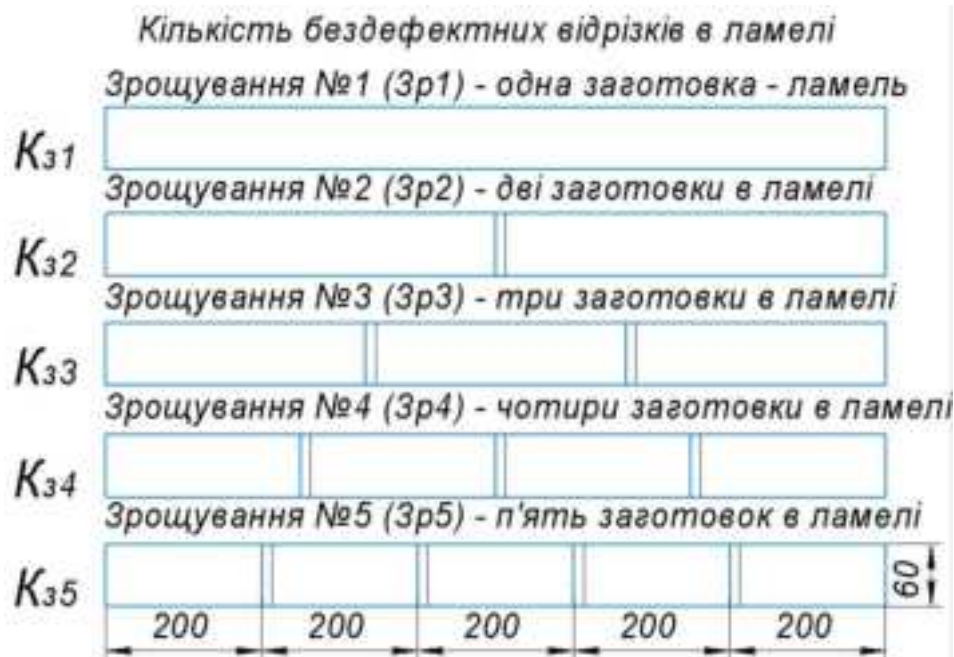 Кількість бездефектних відрізків в ламелі
Зрощування №1 (Зр1) - одна заготовка - ламель
Kз1
Зрощування №2 (Зр2) - дві заготовки в ламелі
Kз2
Зрощування №3 (Зр3) - три заготовки в ламелі
Kз3
Зрощування №4 (Зр4) - чотири заготовки в ламелі
Kз4
Зрощування №5 (Зр5) - п'ять заготовок в ламелі
Kз5
60
200 200 200 200 200